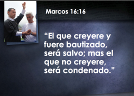 Marcos 16:16
“El que creyere y
fuere bautizado,
será salvo; mas el
que no creyere,
será condenado.”